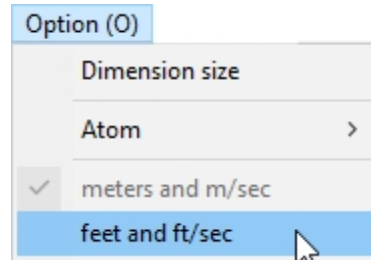 Option (O)
Dimension size
Atom
meters and m/sec
feet and ft/sec